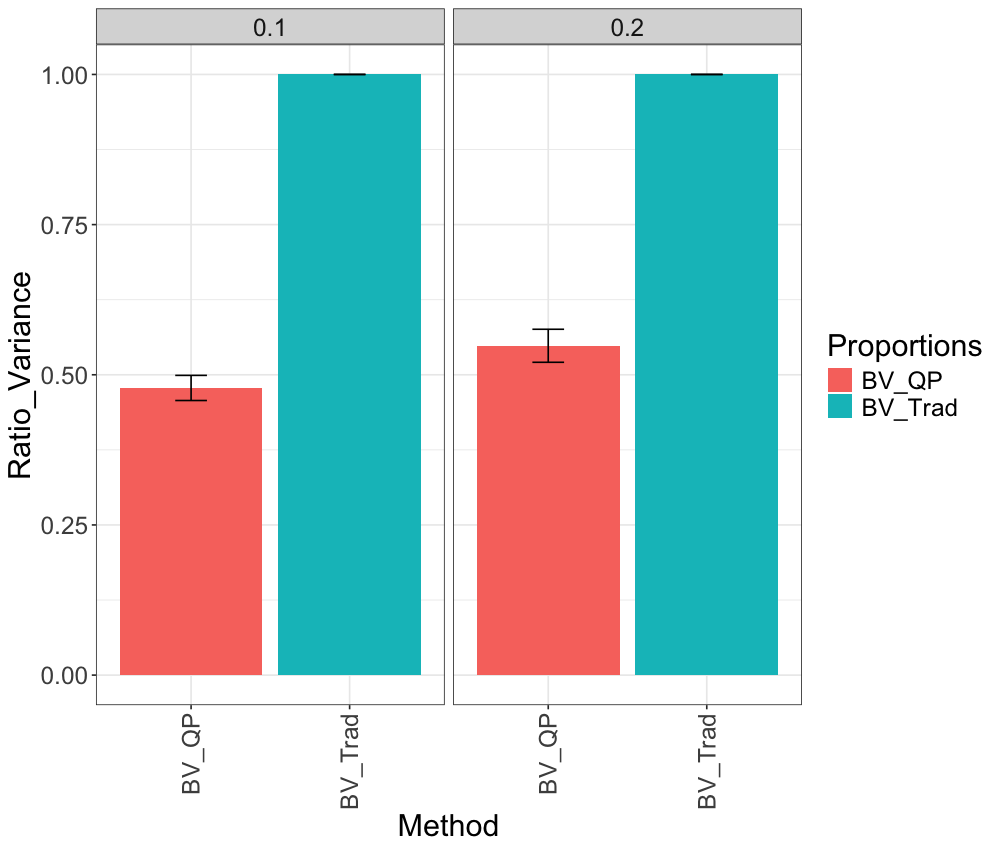 0.1
0.2
1.00
0.75
0.50
0.25
0.00
Ratio_Variance
BV_QP
BV_Trad
BV_QP
BV_Trad
Method
Proportions
BV_QP
BV_Trad